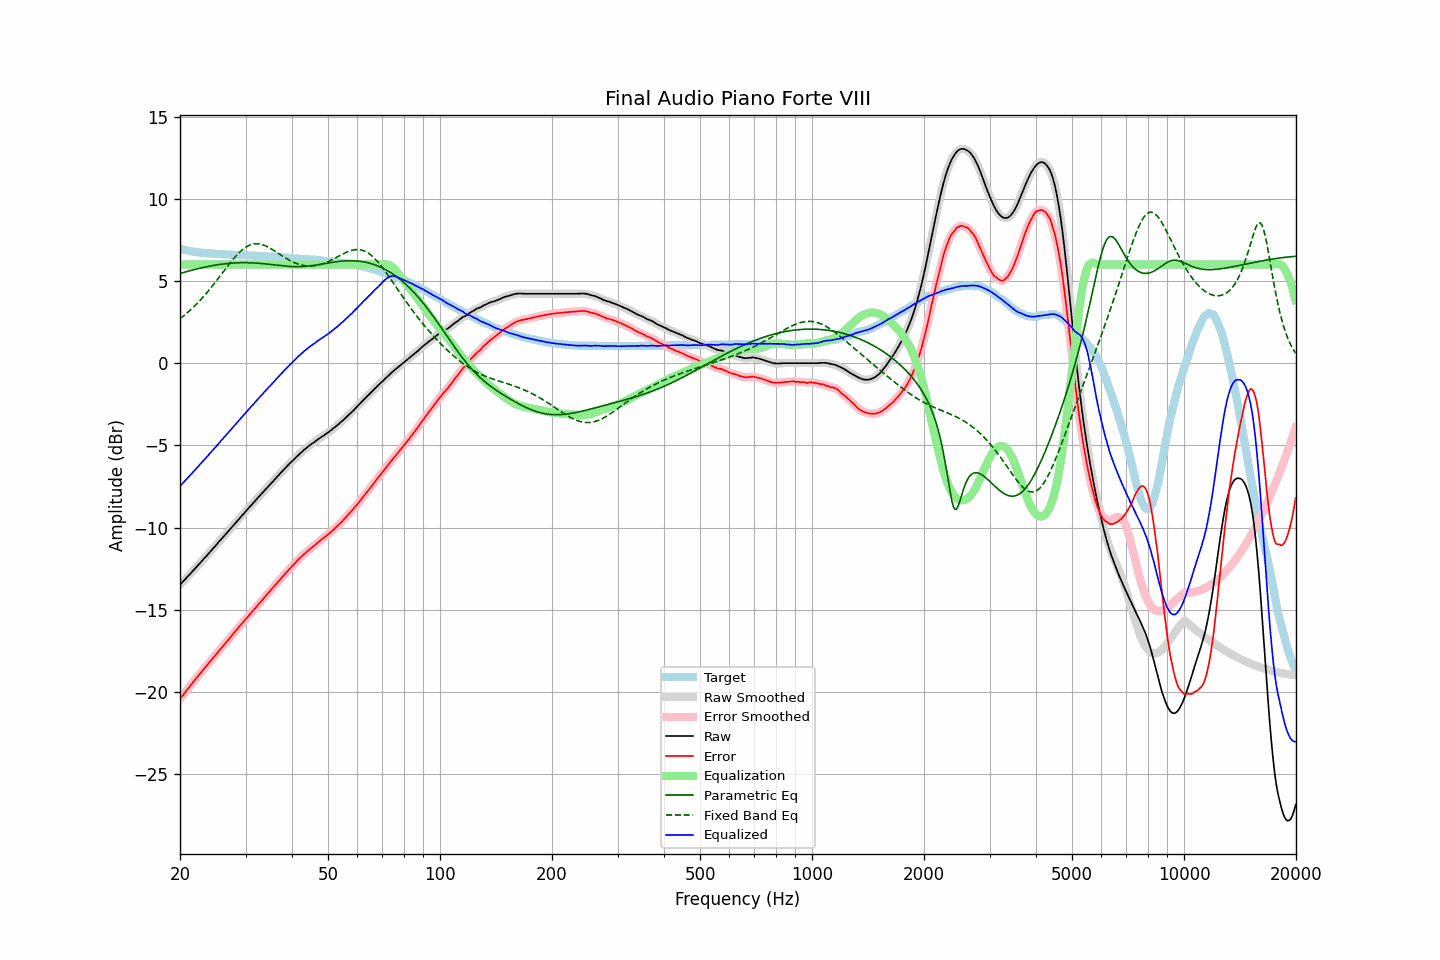 Final Audio Piano Forte VIII
Amplitude (dBr)
15
10
5
0
−5
−10
−15
−20
−25
Target
Raw Smoothed
Error Smoothed
Raw
Error
Equalization
Parametric Eq
Fixed Band Eq
Equalized
20 50 100 200 500 1000 2000 5000 10000 20000
Frequency (Hz)